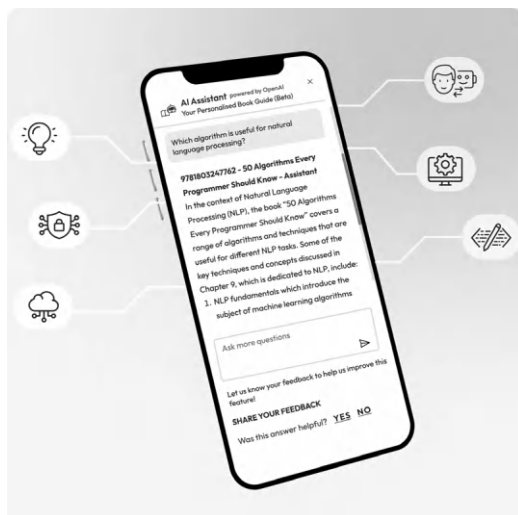 AI Assistant powered by OpenAI
Your Personalised Book Guide (Beta)
Which algorithm is useful for natural
language processing?
9781803247762 - 50 Algorithms Every
Programmer Should Know - Assistant
In the context of Natural Language
Processing (NLP), the book "50 Algorithms
Every Programmer Should Know" covers a
range of algorithms and techniques that are
useful for different NLP tasks. Some of the
key techniques and concepts discussed in
Chapter 9, which is dedicated to NLP, include:
1. NLP fundamentals which introduce the
subject of machine learning algorithms
Ask more questions
Let us know your feedback to help us improve this
feature!
SHARE YOUR FEEDBACK
Was this answer helpful? YES NO